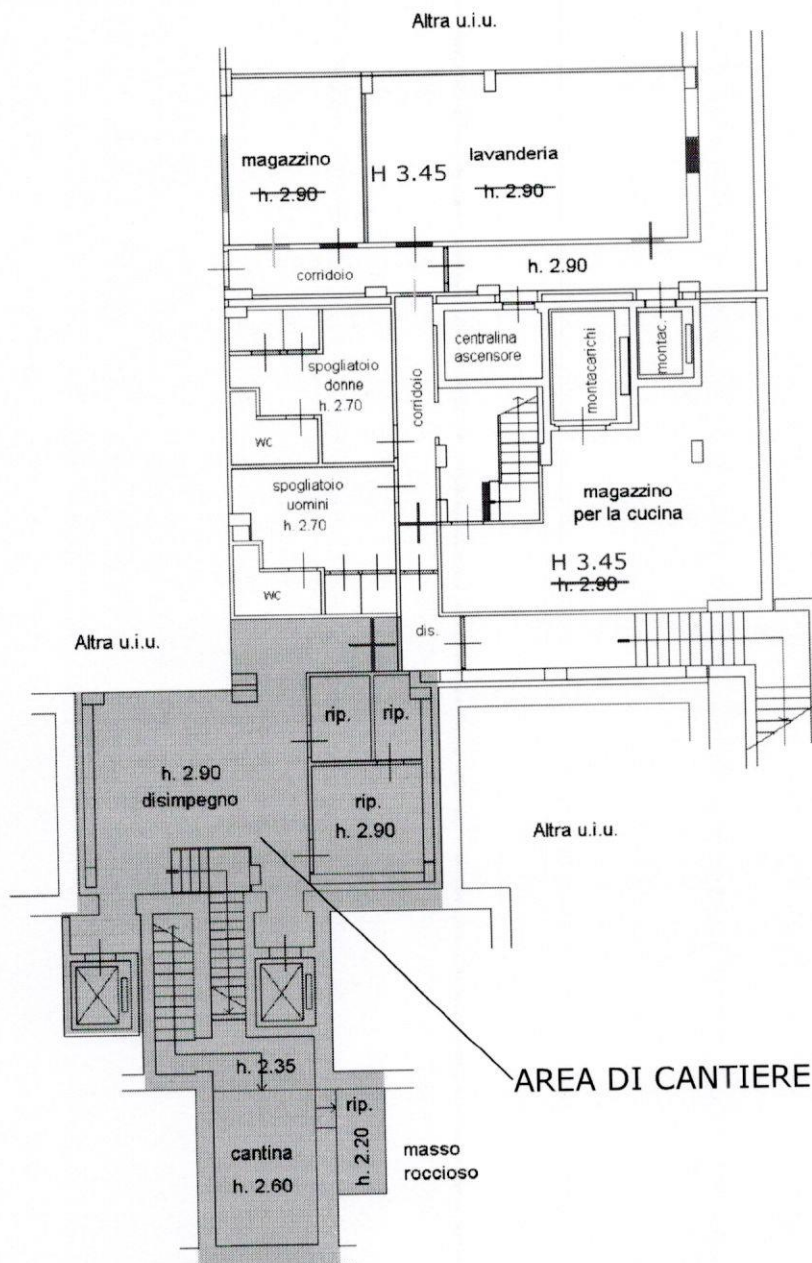 Altra u.i.u.
magazzino
h. 2.90
H 3.45
lavanderia
h. 2.90
corridoio
h. 2.90
spogliatoio
donne
h. 2.70
wc
corridoio
centralina
ascensore
montacarichi
montac.
spogliatoio
uomini
h. 2.70
wc
magazzino
per la cucina
H 3.45
h. 2.90
dis.
Altra u.i.u.
rip.
rip.
h. 2.90
disimpegno
rip.
h. 2.90
Altra u.i.u.
h. 2.35
AREA DI CANTIERE
rip.
h. 2.20
cantina
h. 2.60
masso
roccioso